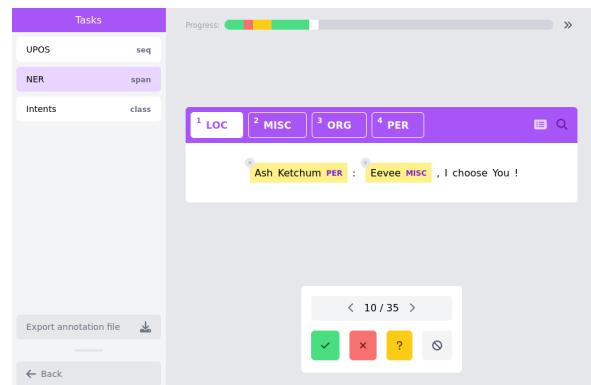 Tasks
UPOS seq
NER span
Intents class
Export annotation file
← Back
Progress:
1 LOC 2 MISC 3 ORG 4 PER
Ash Ketchum PER : Eevee MISC , I choose You !
< 10 / 35 >
?